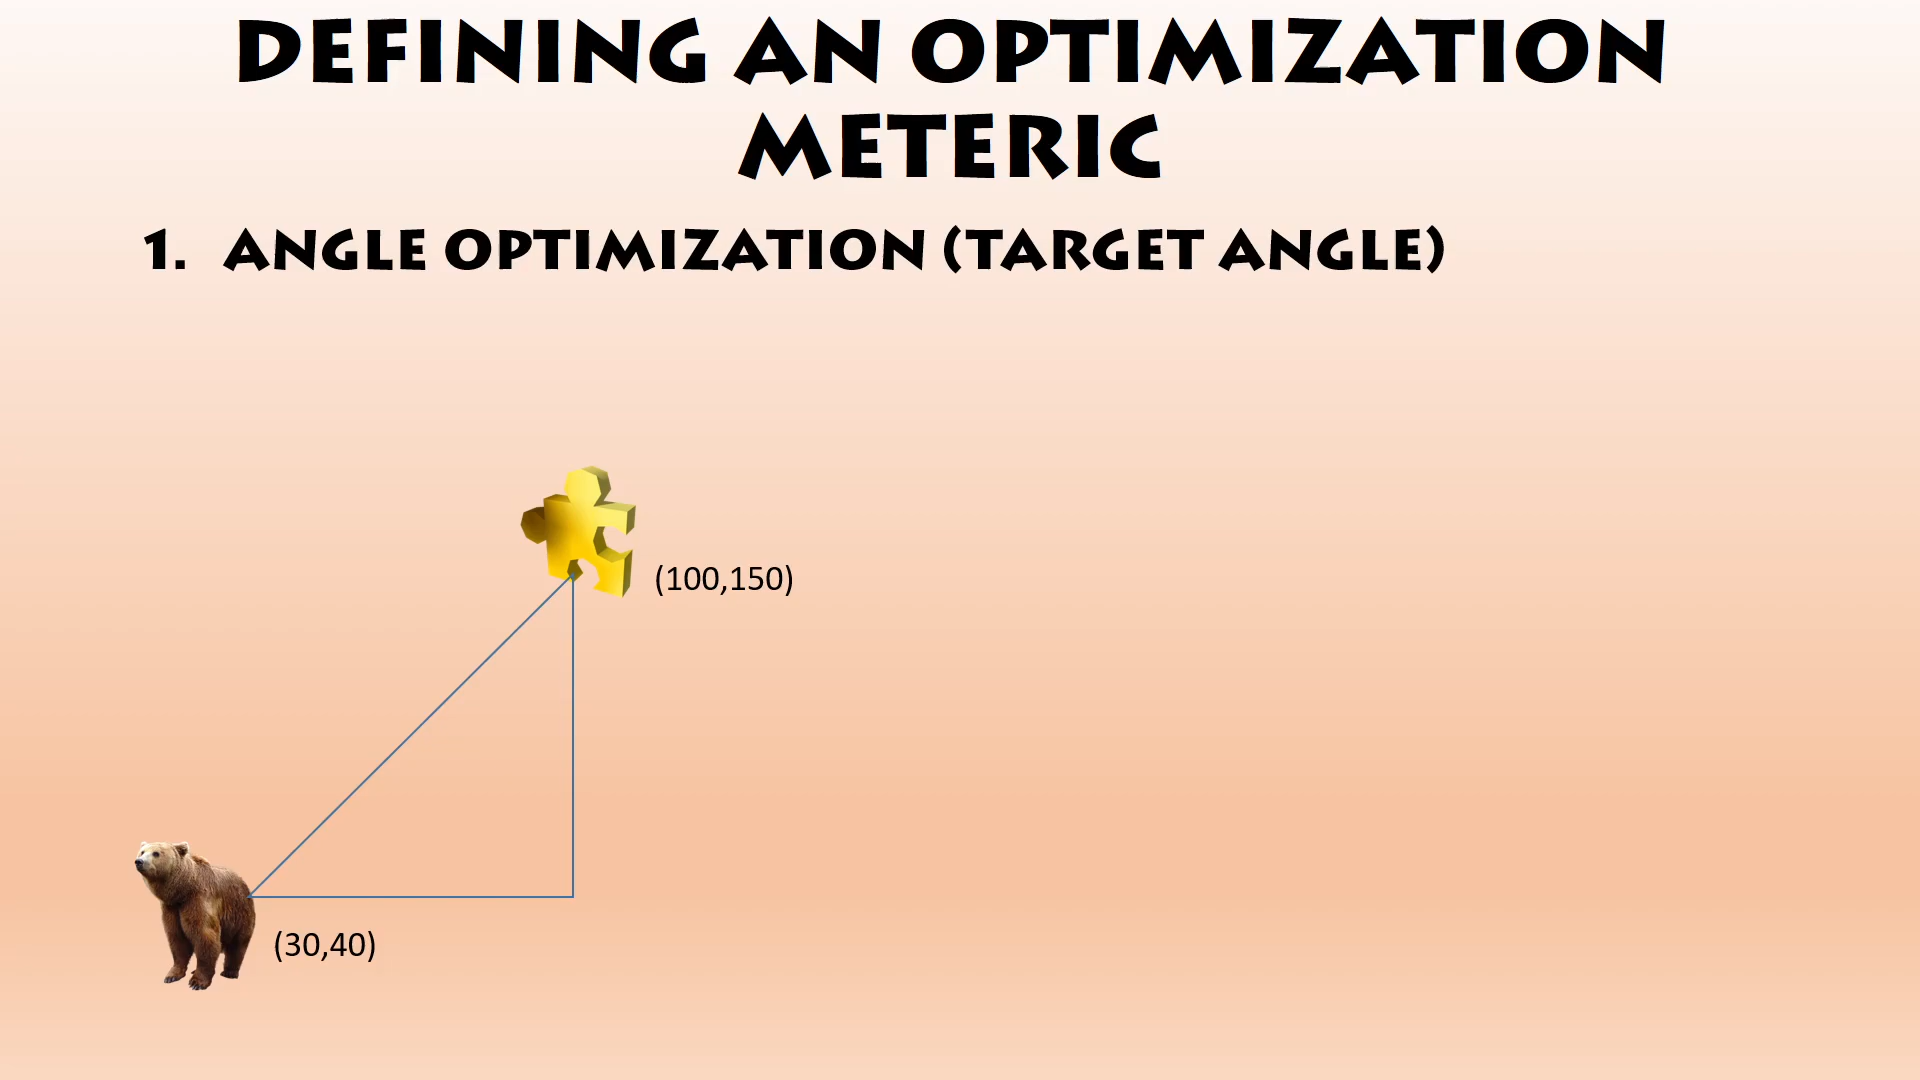 DEFINING AN OPTIMIZATION
METERIC
1. ANGLE OPTIMIZATION (TARGET ANGLE)
(100,150)
(30,40)